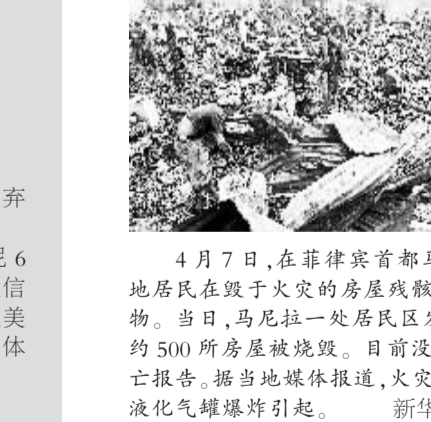 弃
尼 6
信
美
体
4 月 7 日,在菲律宾首都马
地居民在毁于火灾的房屋残骸
物。当日,马尼拉一处居民区发
约 500 所房屋被烧毁。目前没
亡报告。据当地媒体报道,火灾
液化气罐爆炸引起。 新华